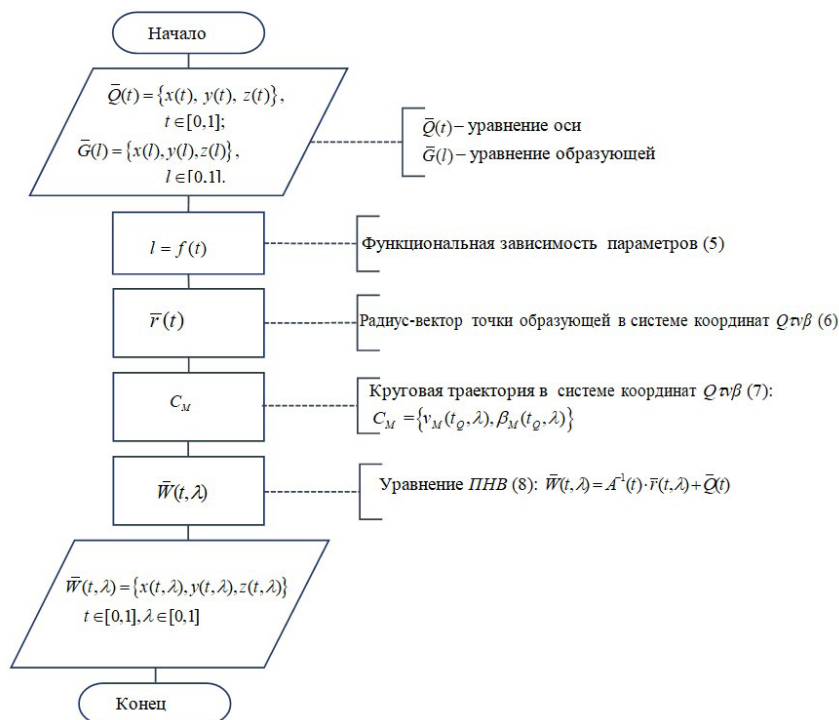 Начало
Q̄(t) = {x(t), y(t), z(t)},
t∈[0,1];
Ḡ(l) = {x(l), y(l), z(l)},
l∈[0,1].
Q̄(t) – уравнение оси
Ḡ(l) – уравнение образующей
l = f(t)
Функциональная зависимость параметров (5)
r̄(t)
Радиус-вектор точки образующей в системе координат Qτνβ (6)
C_M
Круговая траектория в системе координат Qτνβ (7):
C_M = {ν_M(t_Q, λ), β_M(t_Q, λ)}
W̄(t, λ)
Уравнение ПНВ (8): W̄(t, λ) = A⁻¹(t)·r̄(t, λ) + Q̄(t)
W̄(t, λ) = {x(t, λ), y(t, λ), z(t, λ)}
t∈[0,1], λ∈[0,1]
Конец